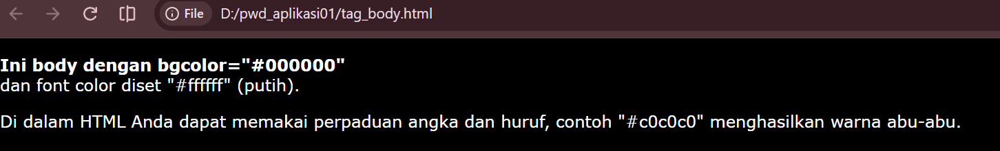 File D:/pwd_aplikasi01/tag_body.html
Ini body dengan bgcolor="#000000"
dan font color diset "#ffffff" (putih).
Di dalam HTML Anda dapat memakai perpaduan angka dan huruf, contoh "#c0c0c0" menghasilkan warna abu-abu.